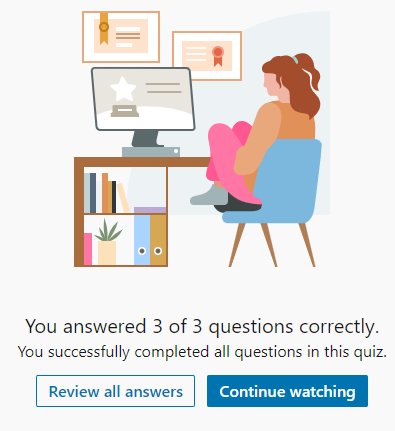 You answered 3 of 3 questions correctly.
You successfully completed all questions in this quiz.
Review all answers
Continue watching